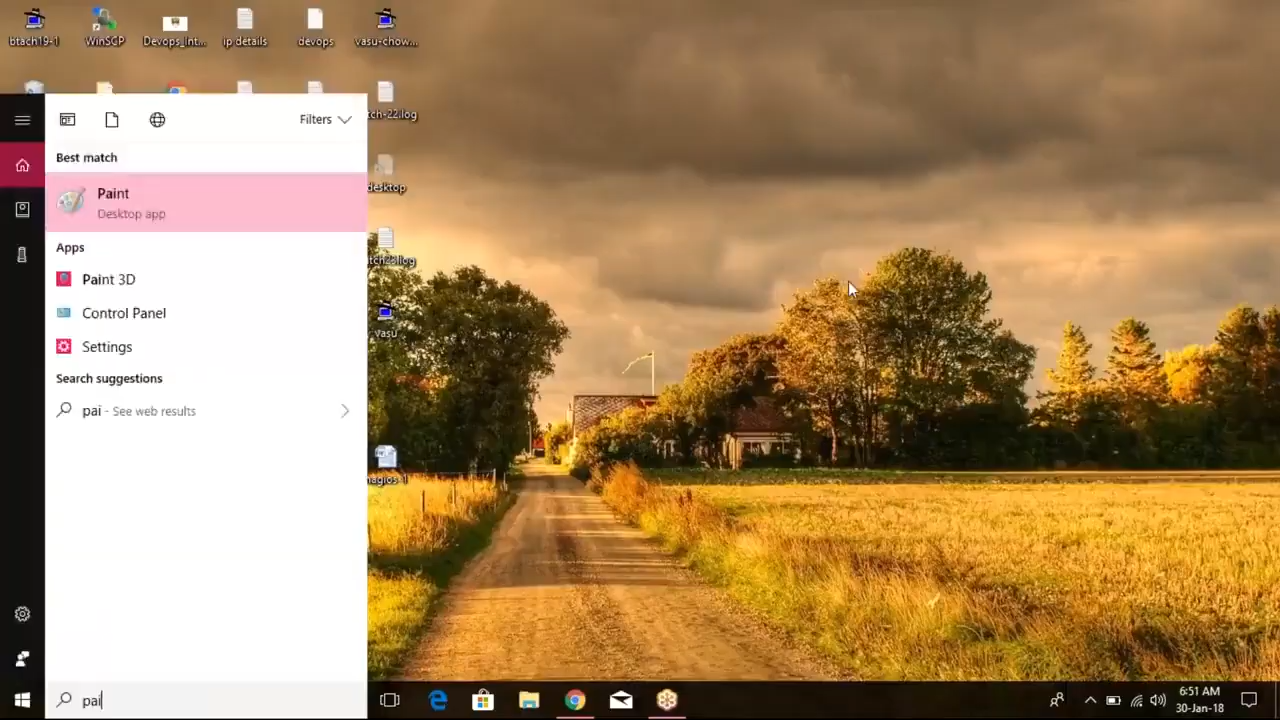 btach19-1
WinSCP
Devops_Int...
ip details
devops
vasu-chow...
tch-22.log
desktop
tch23.log
vasu
nagios-1
Filters
Best match
Paint
Desktop app
Apps
Paint 3D
Control Panel
Settings
Search suggestions
pai - See web results
pai
6:51 AM
30-Jan-18